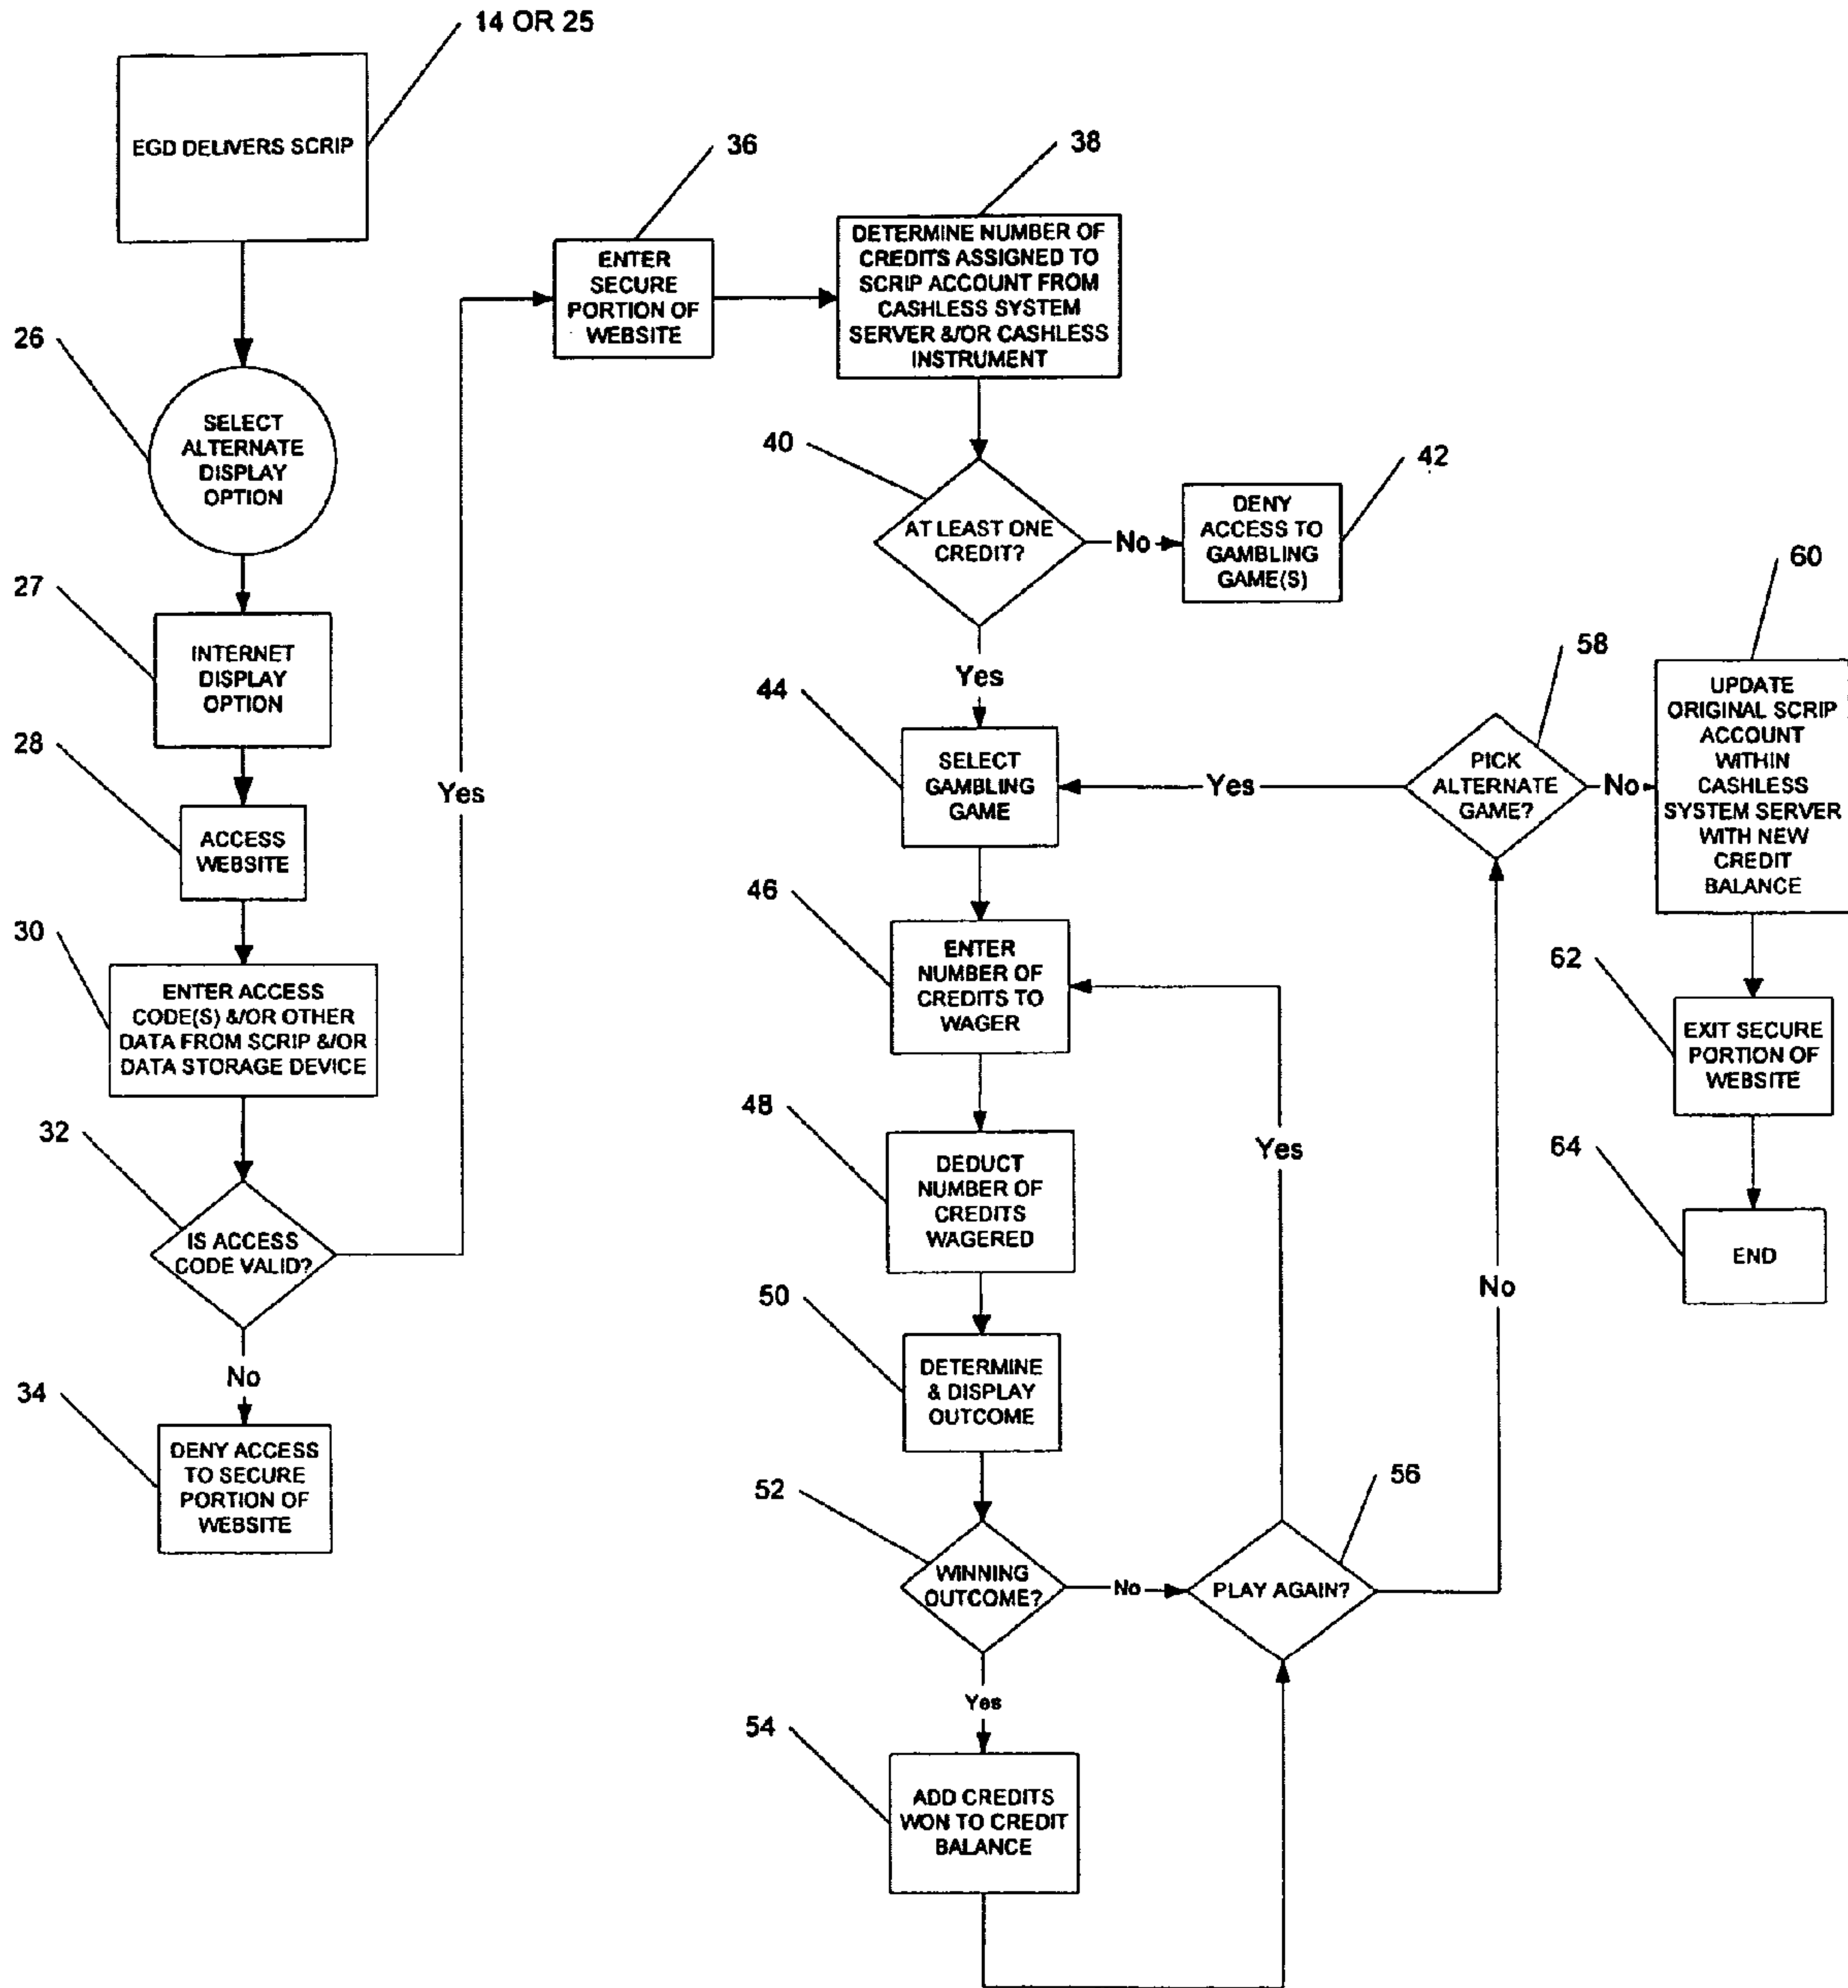 14 OR 25
EGD DELIVERS SCRIP
26
SELECT
ALTERNATE
DISPLAY
OPTION
27
INTERNET
DISPLAY
OPTION
28
ACCESS
WEBSITE
30
ENTER ACCESS
CODE(S) &/OR OTHER
DATA FROM SCRIP &/OR
DATA STORAGE DEVICE
32
IS ACCESS
CODE VALID?
Yes
No
34
DENY ACCESS
TO SECURE
PORTION OF
WEBSITE
36
ENTER
SECURE
PORTION OF
WEBSITE
38
DETERMINE NUMBER OF
CREDITS ASSIGNED TO
SCRIP ACCOUNT FROM
CASHLESS SYSTEM
SERVER &/OR CASHLESS
INSTRUMENT
40
AT LEAST ONE
CREDIT?
No
42
DENY
ACCESS TO
GAMBLING
GAME(S)
Yes
44
SELECT
GAMBLING
GAME
46
ENTER
NUMBER OF
CREDITS TO
WAGER
48
DEDUCT
NUMBER OF
CREDITS
WAGERED
50
DETERMINE
& DISPLAY
OUTCOME
52
WINNING
OUTCOME?
No
Yes
54
ADD CREDITS
WON TO CREDIT
BALANCE
56
PLAY AGAIN?
Yes
No
58
PICK
ALTERNATE
GAME?
Yes
No
60
UPDATE
ORIGINAL SCRIP
ACCOUNT
WITHIN
CASHLESS
SYSTEM SERVER
WITH NEW
CREDIT
BALANCE
62
EXIT SECURE
PORTION OF
WEBSITE
64
END